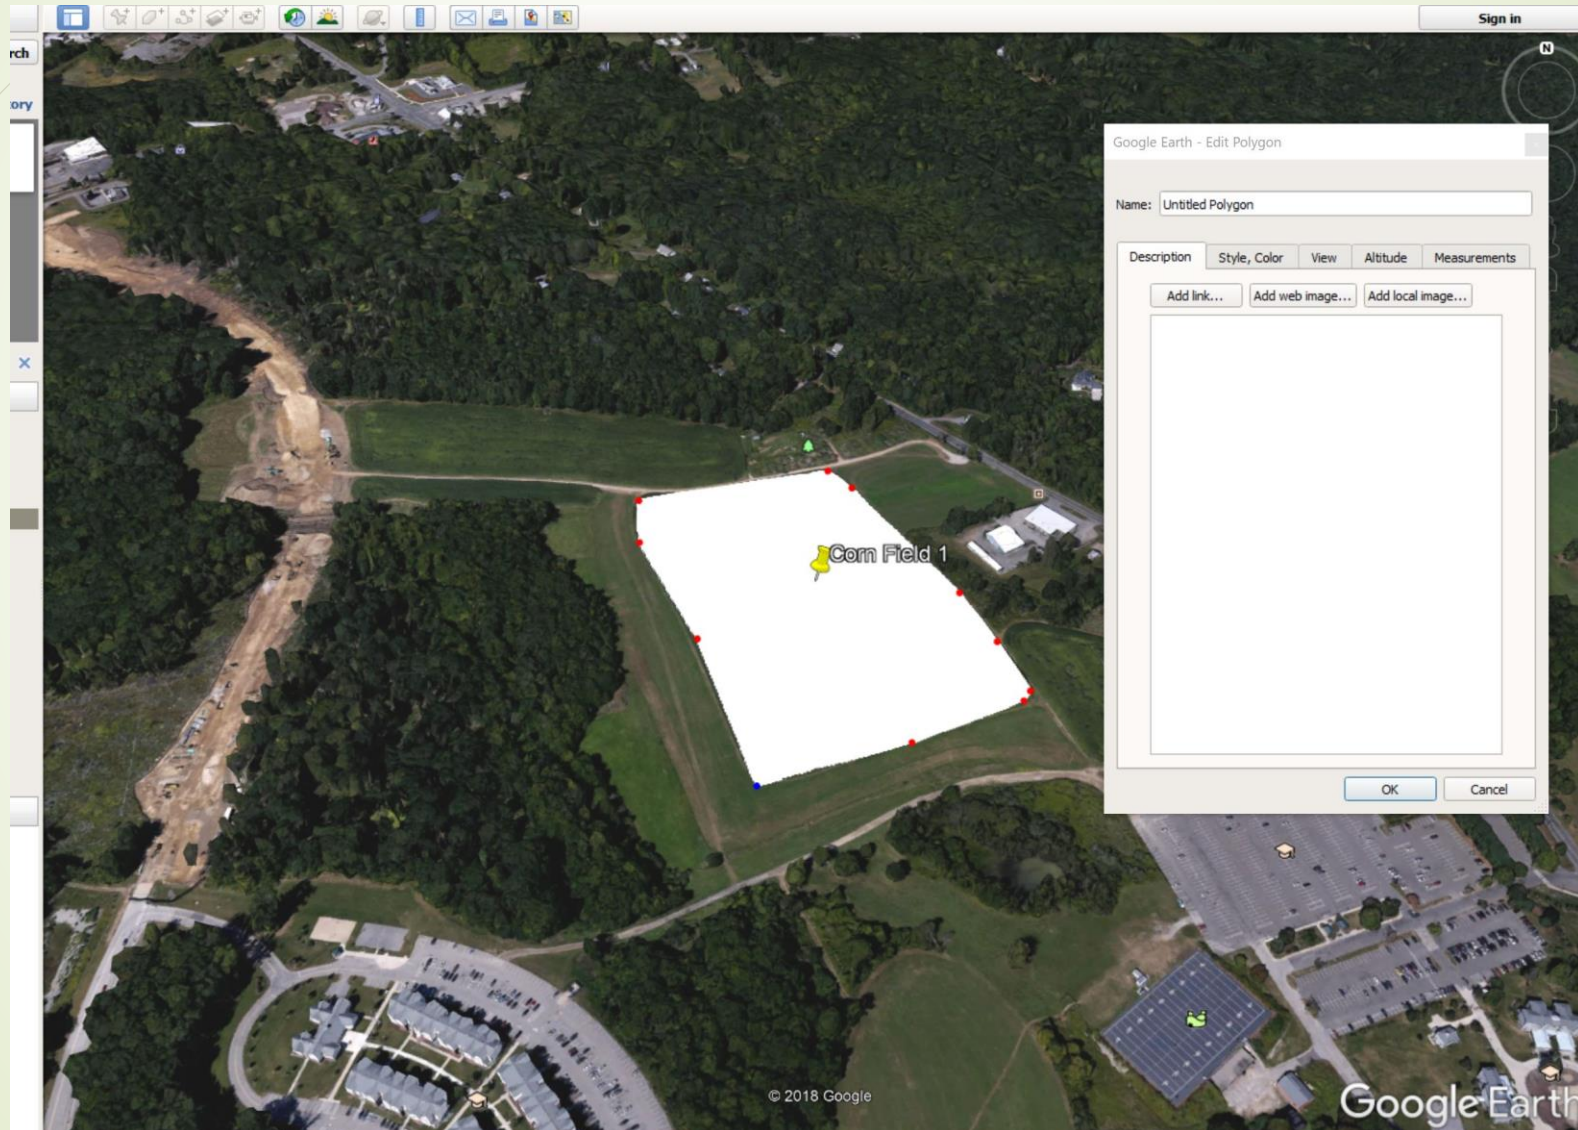 Sign in
rch
ory
N
Google Earth - Edit Polygon
Name: Untitled Polygon
Description Style, Color View Altitude Measurements
Add link... Add web image... Add local image...
Corn Field 1
OK Cancel
© 2018 Google
Google Earth